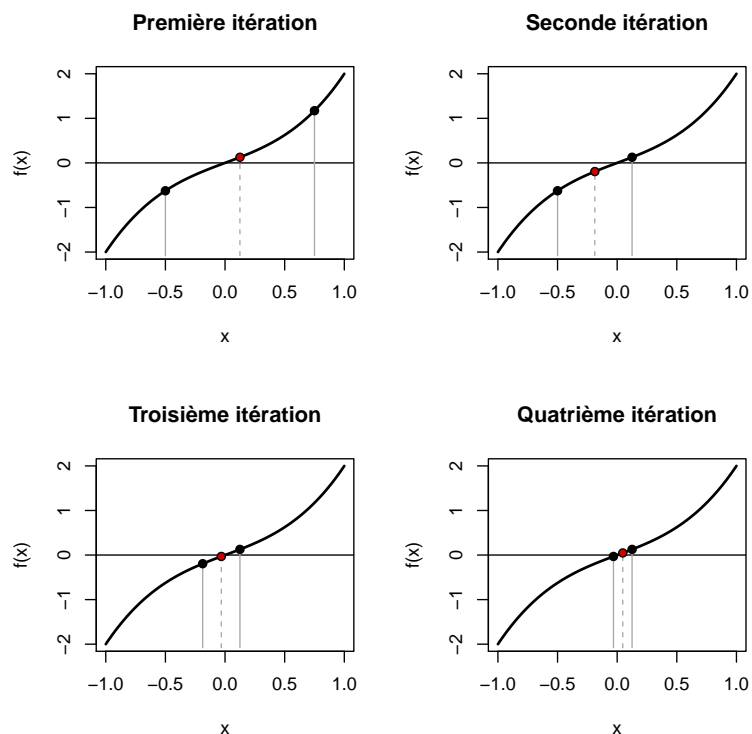 Première itération
2
1
0
−1
−2
f(x)
−1.0 −0.5 0.0 0.5 1.0
x
Seconde itération
2
1
0
−1
−2
f(x)
−1.0 −0.5 0.0 0.5 1.0
x
Troisième itération
2
1
0
−1
−2
f(x)
−1.0 −0.5 0.0 0.5 1.0
x
Quatrième itération
2
1
0
−1
−2
f(x)
−1.0 −0.5 0.0 0.5 1.0
x